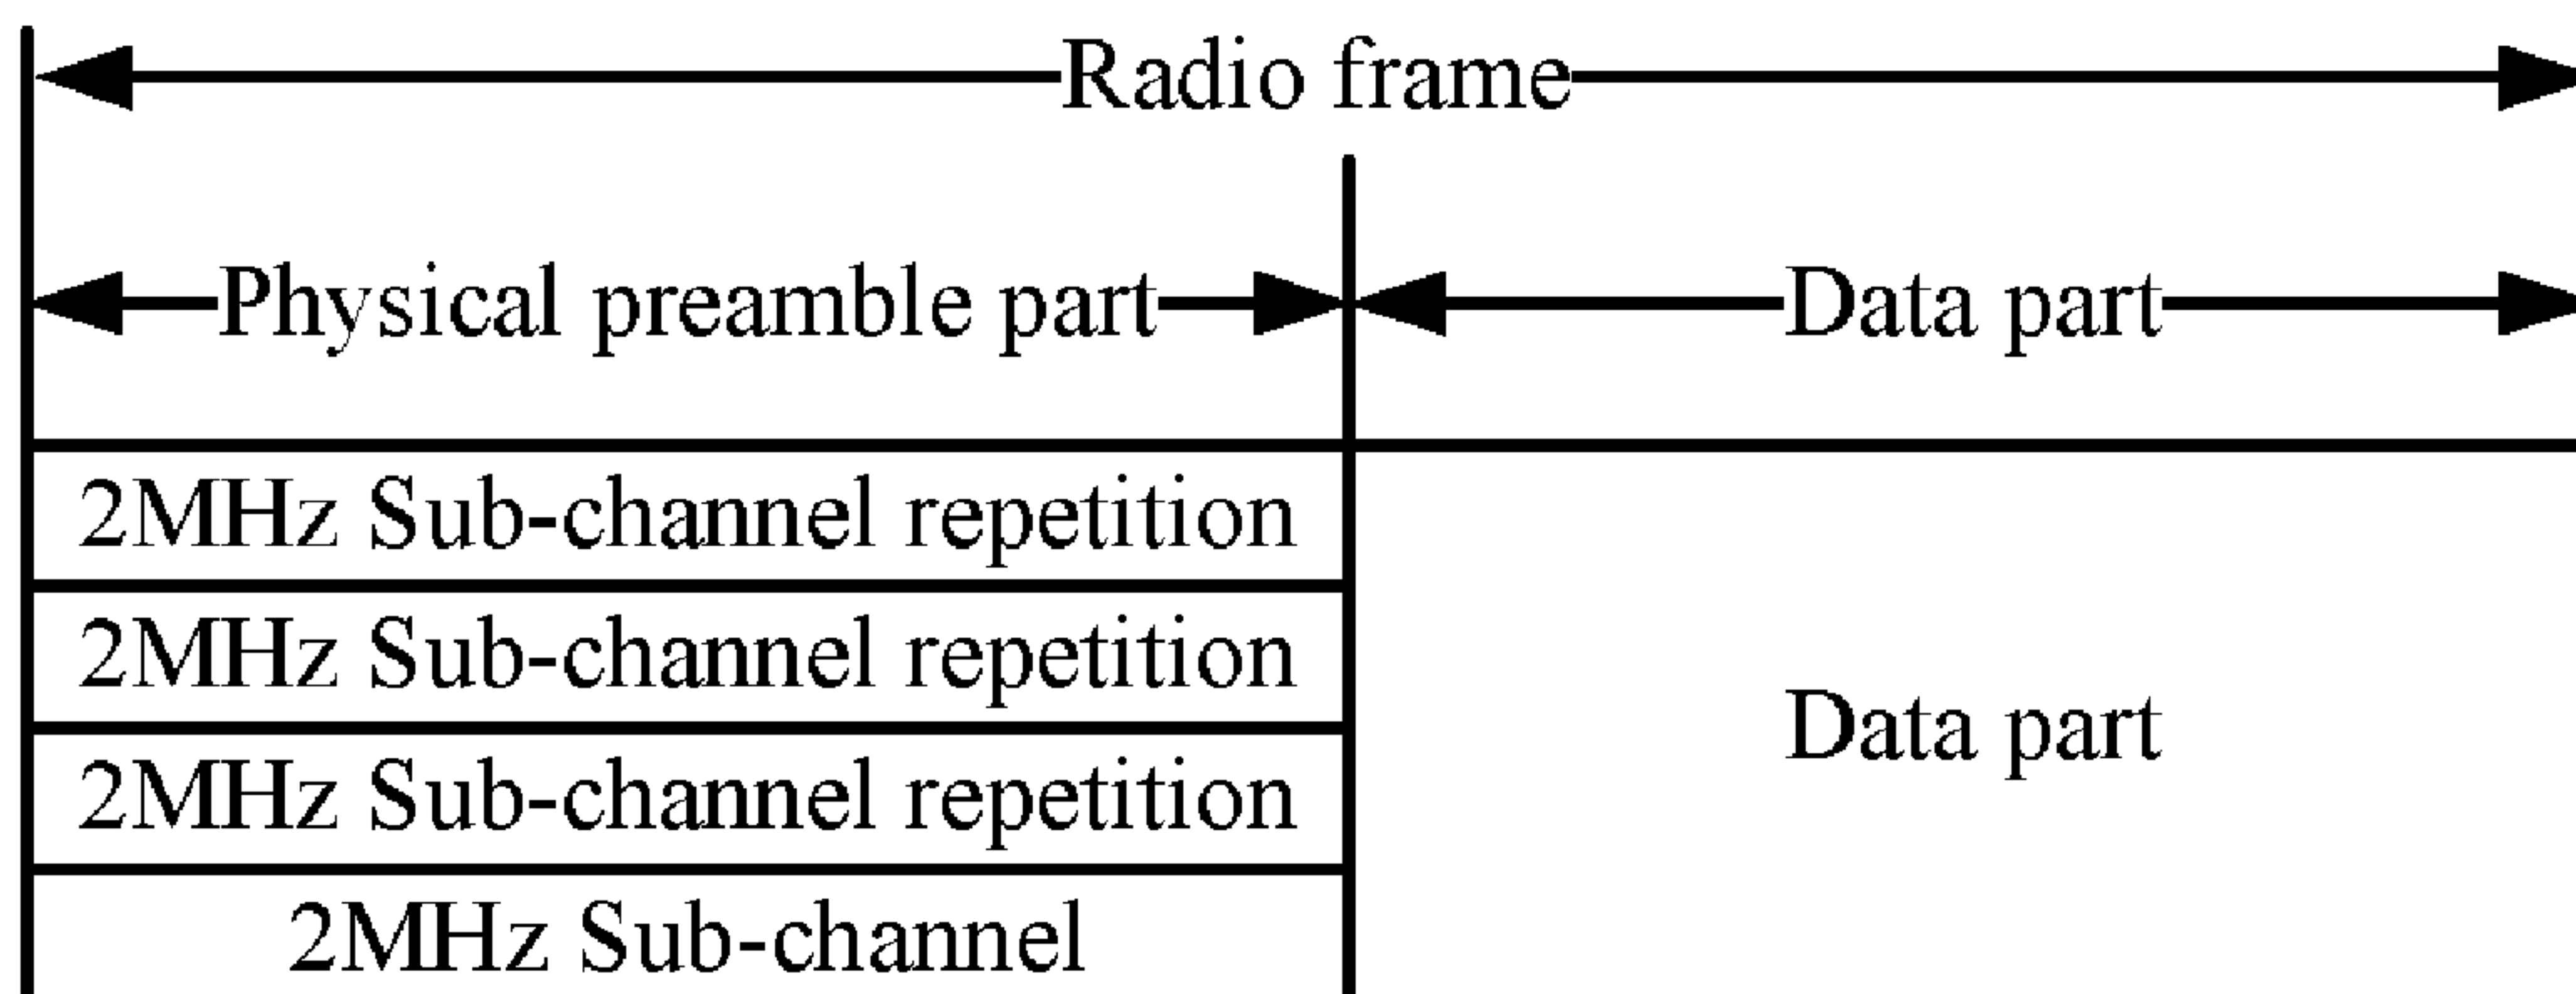 Radio frame
Physical preamble part
Data part
2MHz Sub-channel repetition
2MHz Sub-channel repetition
2MHz Sub-channel repetition
2MHz Sub-channel
Data part